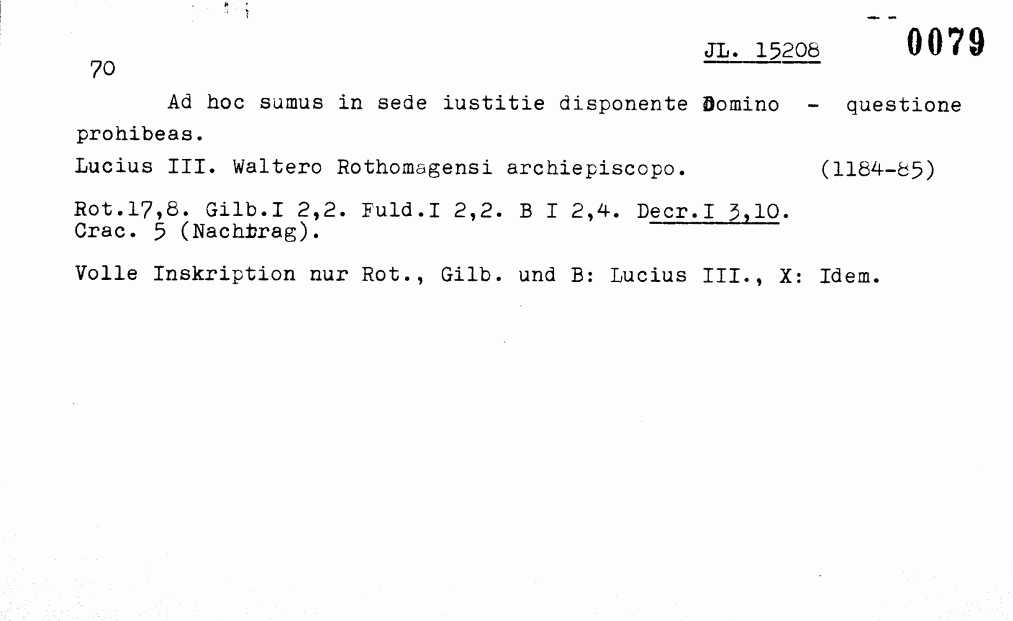 JL. 15208 0079
70
Ad hoc sumus in sede iustitie disponente Domino - questione
prohibeas.
Lucius III. Waltero Rothomagensi archiepiscopo. (1184-85)
Rot.17,8. Gilb.I 2,2. Fuld.I 2,2. B I 2,4. Decr.I 3,10.
Crac. 5 (Nachtrag).
Volle Inskription nur Rot., Gilb. und B: Lucius III., X: Idem.